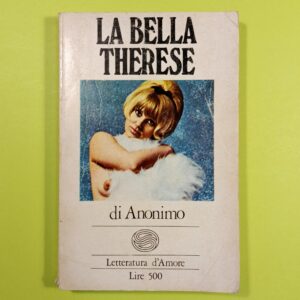 LA BELLA
THERESE
di Anonimo
Letteratura d'Amore
Lire 500